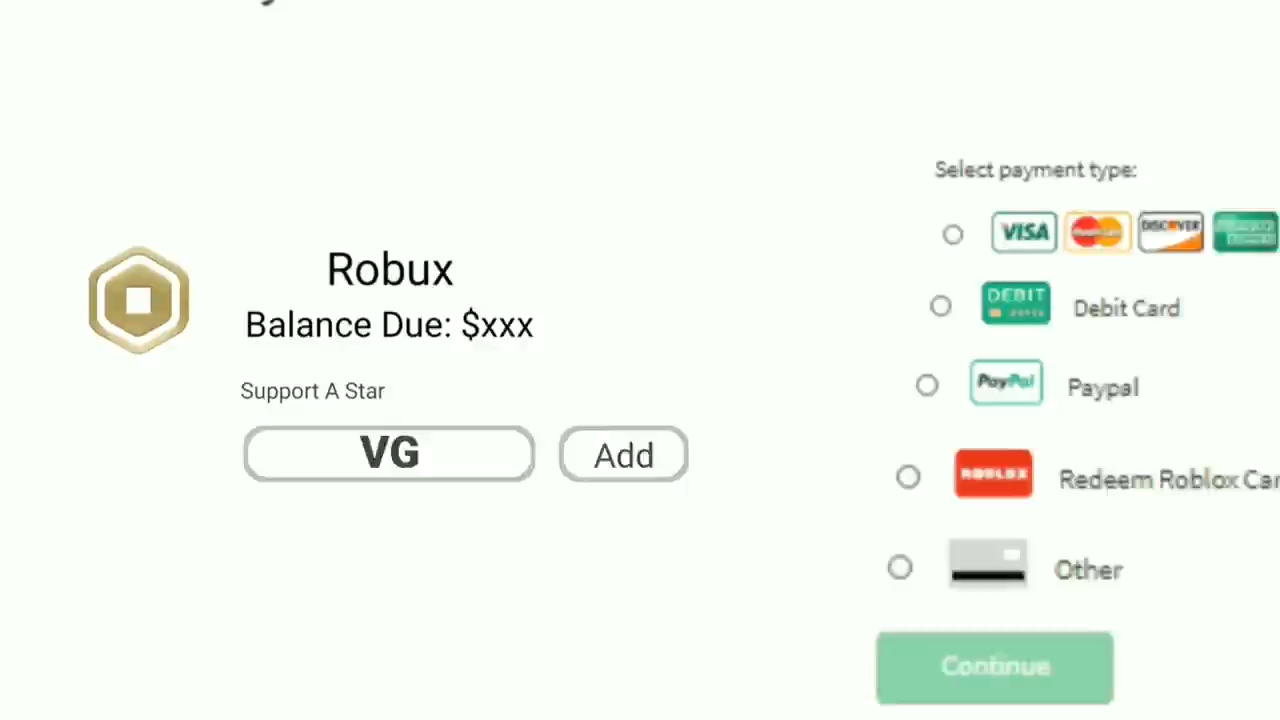 Robux
Balance Due: $xxx
Support A Star
VG
Add
Select payment type:
VISA
DISCOVER
DEBIT
Debit Card
PayPal
Paypal
ROBLOX
Redeem Roblox Car
Other
Continue